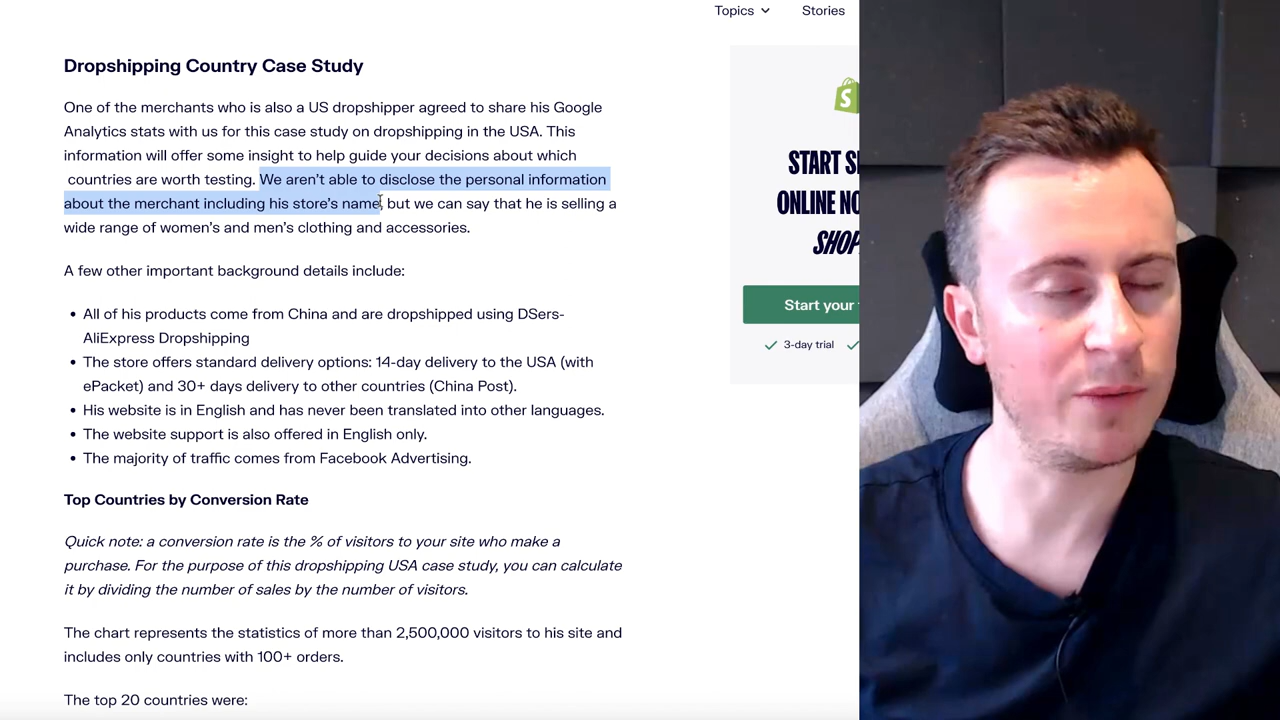 Topics
Stories
Dropshipping Country Case Study
One of the merchants who is also a US dropshipper agreed to share his Google
Analytics stats with us for this case study on dropshipping in the USA. This
information will offer some insight to help guide your decisions about which
countries are worth testing. We aren't able to disclose the personal information
about the merchant including his store's name, but we can say that he is selling a
wide range of women's and men's clothing and accessories.
A few other important background details include:
• All of his products come from China and are dropshipped using DSers-
AliExpress Dropshipping
• The store offers standard delivery options: 14-day delivery to the USA (with
ePacket) and 30+ days delivery to other countries (China Post).
• His website is in English and has never been translated into other languages.
• The website support is also offered in English only.
• The majority of traffic comes from Facebook Advertising.
Top Countries by Conversion Rate
Quick note: a conversion rate is the % of visitors to your site who make a
purchase. For the purpose of this dropshipping USA case study, you can calculate
it by dividing the number of sales by the number of visitors.
The chart represents the statistics of more than 2,500,000 visitors to his site and
includes only countries with 100+ orders.
The top 20 countries were:
START
ONLINE
Start your
3-day trial